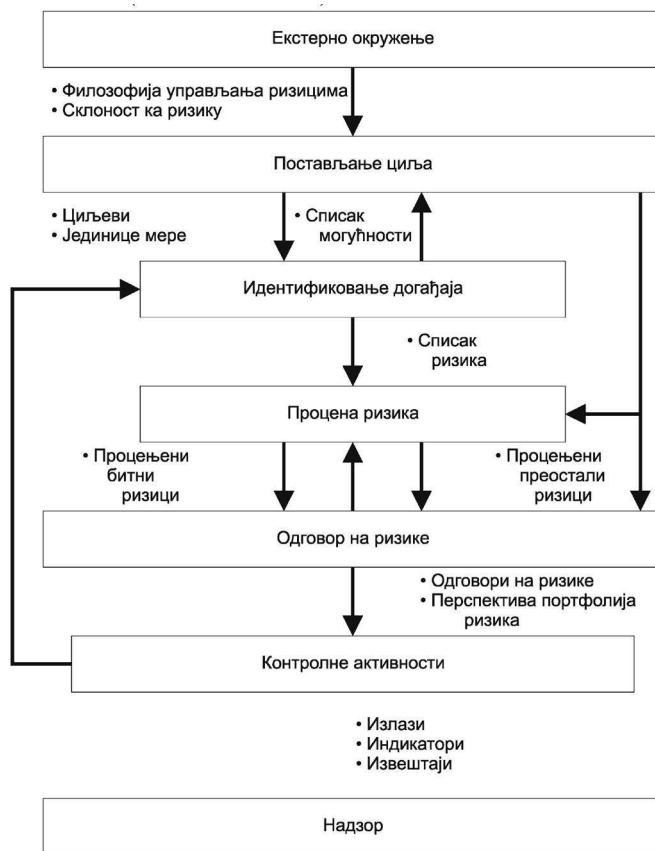 Екстерно окружење
• Филозофија управљања ризицима
• Склоност ка ризику
Постављање циља
• Циљеви
• Јединице мере
• Списак
могућности
Идентификовање догађаја
• Списак
ризика
Процена ризика
• Процењени
битни
ризици
• Процењени
преостали
ризици
Одговор на ризике
• Одговори на ризике
• Перспектива портфолија
ризика
Контролне активности
• Излази
• Индикатори
• Извештаји
Надзор